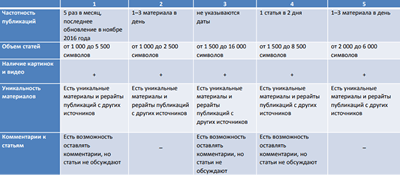 1 2 3 4 5
Частотность 5 раз в месяц, 1–3 материала в не указываются 1 статья в 2 дня 1–3 материала в день
публикаций последнее день даты
обновление в ноябре
2016 года
Объем статей от 1 000 до 5 500 от 1 000 до 2 500 от 1 500 до 16 000 от 1 500 до 8 500 от 2 000 до 6 000
символов символов символов символов символов
Наличие картинок + + + + +
и видео
Уникальность Есть уникальные Есть уникальные Есть уникальные Есть уникальные Есть уникальные
материалов материалы и рерайты материалы и материалы и материалы и рерайты материалы и рерайты
публикаций с других рерайты публикаций рерайты публикаций с других публикаций с других
источников с других источников публикаций с источников источников
других источников
Комментарии к Есть возможность – Есть возможность Есть возможность –
статьям оставлять оставлять оставлять
комментарии, но комментарии, но комментарии, но
статьи не обсуждают статьи не статьи не обсуждают
обсуждают